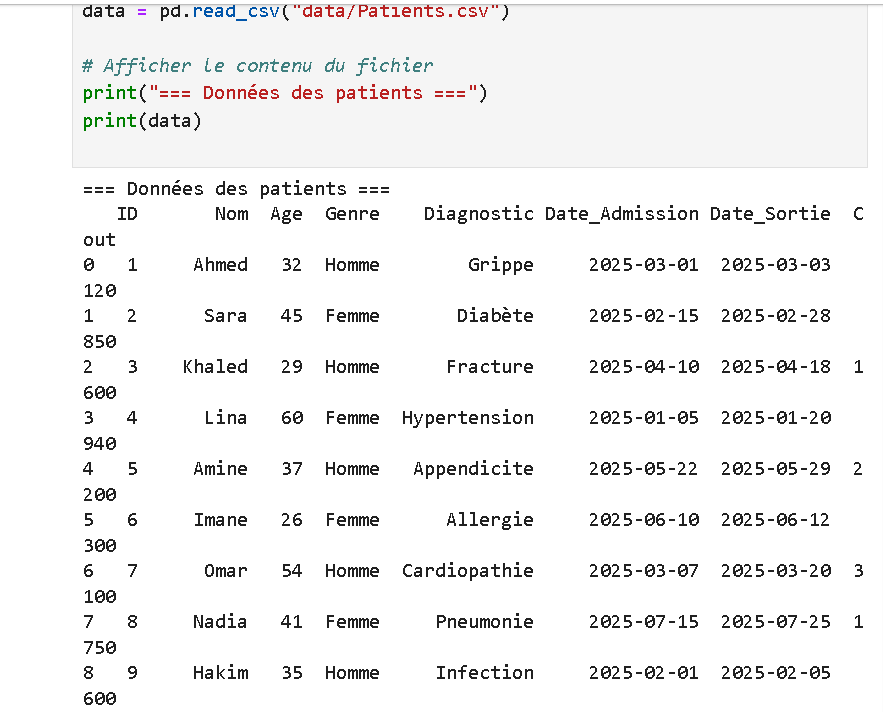 data = pd.read_csv("data/Patients.csv")
# Afficher le contenu du fichier
print("=== Données des patients ===")
print(data)
=== Données des patients ===
   ID       Nom  Age  Genre    Diagnostic Date_Admission Date_Sortie  C
out
0   1     Ahmed   32  Homme        Grippe     2025-03-01  2025-03-03
120
1   2      Sara   45  Femme       Diabète     2025-02-15  2025-02-28
850
2   3    Khaled   29  Homme      Fracture     2025-04-10  2025-04-18  1
600
3   4      Lina   60  Femme  Hypertension     2025-01-05  2025-01-20
940
4   5     Amine   37  Homme   Appendicite     2025-05-22  2025-05-29  2
200
5   6     Imane   26  Femme      Allergie     2025-06-10  2025-06-12
300
6   7      Omar   54  Homme  Cardiopathie     2025-03-07  2025-03-20  3
100
7   8     Nadia   41  Femme     Pneumonie     2025-07-15  2025-07-25  1
750
8   9     Hakim   35  Homme     Infection     2025-02-01  2025-02-05
600